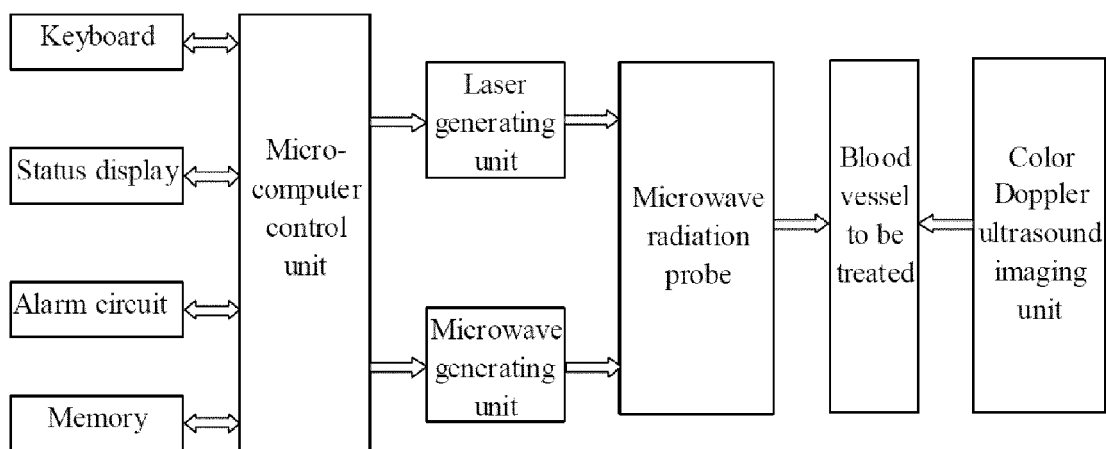 Keyboard
Status display
Alarm circuit
Memory
Micro-
computer
control
unit
Laser
generating
unit
Microwave
generating
unit
Microwave
radiation
probe
Blood
vessel
to be
treated
Color
Doppler
ultrasound
imaging
unit